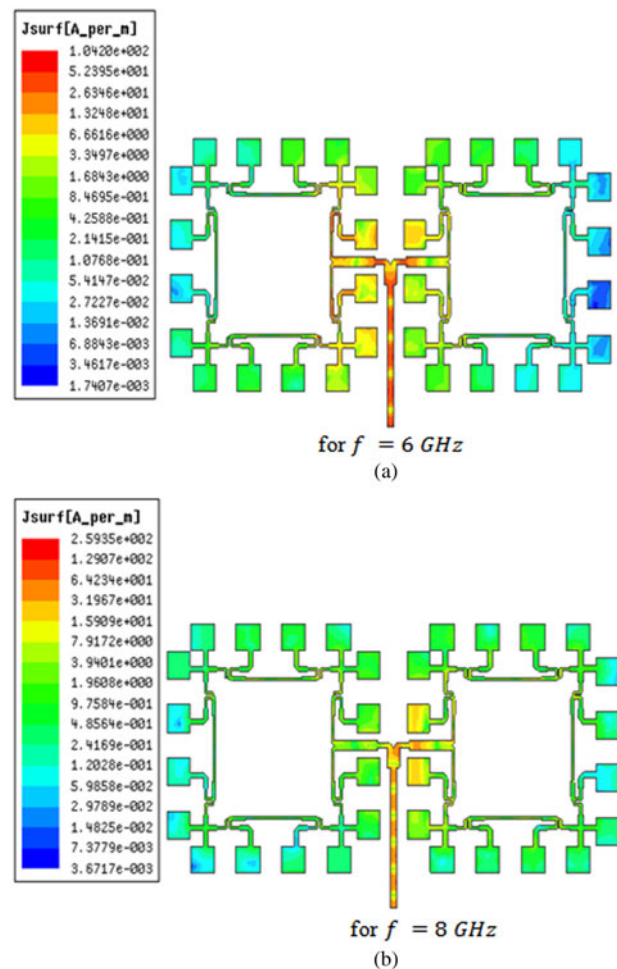 Jsurf[A_per_m]
1.0420e+002
5.2395e+001
2.6346e+001
1.3248e+001
6.6616e+000
3.3497e+000
1.6843e+000
8.4695e-001
4.2588e-001
2.1415e-001
1.0768e-001
5.4147e-002
2.7227e-002
1.3691e-002
6.8843e-003
3.4617e-003
1.7407e-003
for f = 6 GHz
(a)
Jsurf[A_per_m]
2.5935e+002
1.2907e+002
6.4234e+001
3.1967e+001
1.5909e+001
7.9172e+000
3.9401e+000
1.9608e+000
9.7584e-001
4.8564e-001
2.4169e-001
1.2028e-001
5.9858e-002
2.9789e-002
1.4825e-002
7.3779e-003
3.6717e-003
for f = 8 GHz
(b)